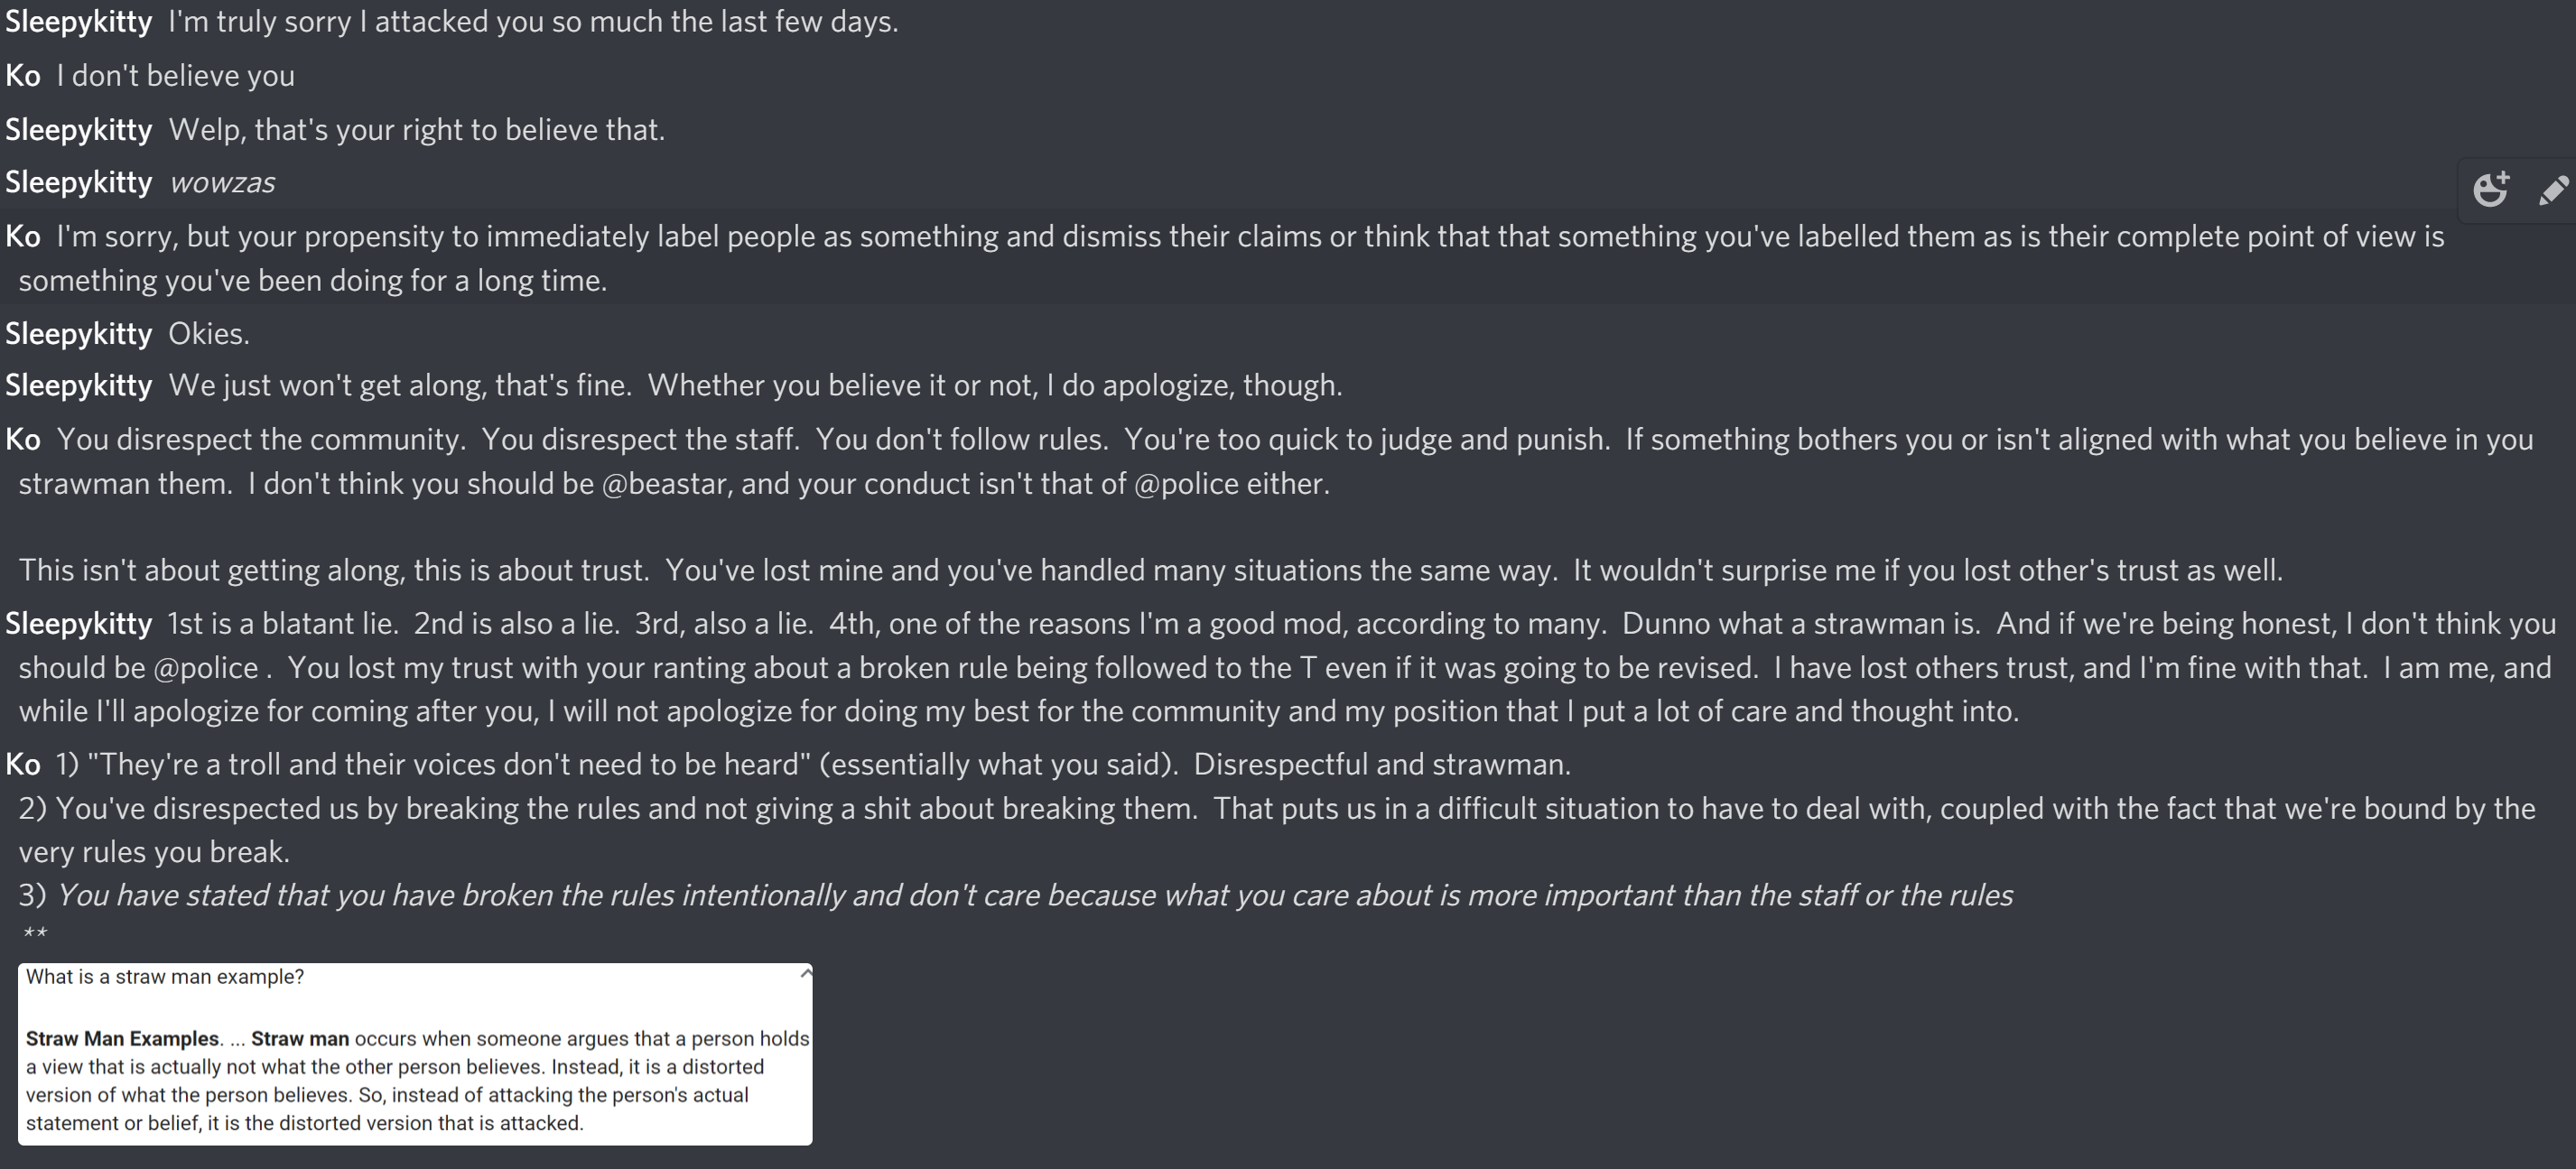 Sleepykitty I'm truly sorry I attacked you so much the last few days.
Ko I don't believe you
Sleepykitty Welp, that's your right to believe that.
Sleepykitty wowzas
Ko I'm sorry, but your propensity to immediately label people as something and dismiss their claims or think that that something you've labelled them as is their complete point of view is
something you've been doing for a long time.
Sleepykitty Okies.
Sleepykitty We just won't get along, that's fine. Whether you believe it or not, I do apologize, though.
Ko You disrespect the community. You disrespect the staff. You don't follow rules. You're too quick to judge and punish. If something bothers you or isn't aligned with what you believe in you
strawman them. I don't think you should be @beastar, and your conduct isn't that of @police either.
This isn't about getting along, this is about trust. You've lost mine and you've handled many situations the same way. It wouldn't surprise me if you lost other's trust as well.
Sleepykitty 1st is a blatant lie. 2nd is also a lie. 3rd, also a lie. 4th, one of the reasons I'm a good mod, according to many. Dunno what a strawman is. And if we're being honest, I don't think you
should be @police . You lost my trust with your ranting about a broken rule being followed to the T even if it was going to be revised. I have lost others trust, and I'm fine with that. I am me, and
while I'll apologize for coming after you, I will not apologize for doing my best for the community and my position that I put a lot of care and thought into.
Ko 1) "They're a troll and their voices don't need to be heard" (essentially what you said). Disrespectful and strawman.
2) You've disrespected us by breaking the rules and not giving a shit about breaking them. That puts us in a difficult situation to have to deal with, coupled with the fact that we're bound by the
very rules you break.
3) You have stated that you have broken the rules intentionally and don't care because what you care about is more important than the staff or the rules
**
What is a straw man example?
Straw Man Examples. ... Straw man occurs when someone argues that a person holds
a view that is actually not what the other person believes. Instead, it is a distorted
version of what the person believes. So, instead of attacking the person's actual
statement or belief, it is the distorted version that is attacked.